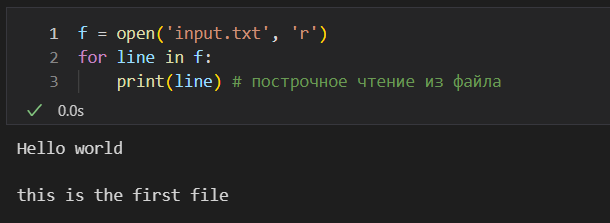 1 f = open('input.txt', 'r')
2 for line in f:
3 print(line) # построчное чтение из файла
0.0s
Hello world
this is the first file